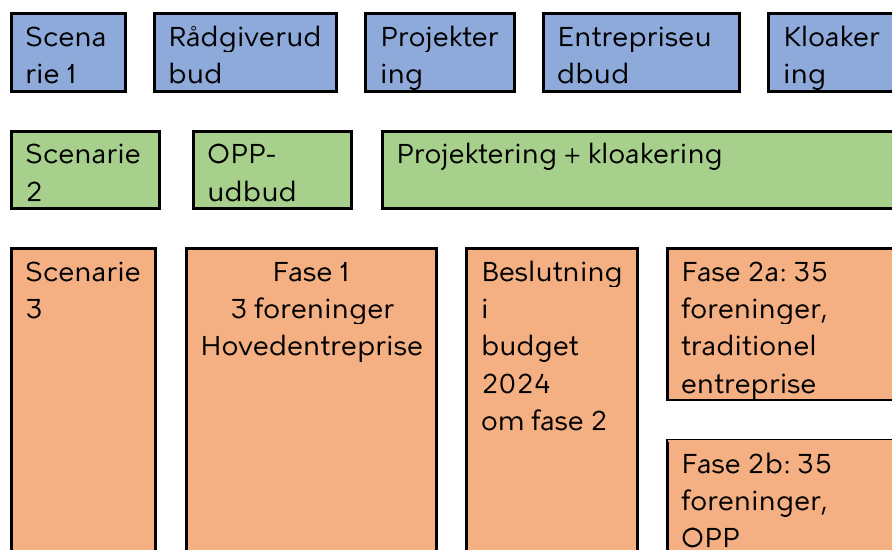 Scena
rie 1
Rådgiverud
bud
Projekter
ing
Entrepriseu
dbud
Kloaker
ing
Scenarie
2
OPP-
udbud
Projektering + kloakering
Scenarie
3
Fase 1
3 foreninger
Hovedentreprise
Beslutning
i
budget
2024
om fase 2
Fase 2a: 35
foreninger,
traditionel
entreprise
Fase 2b: 35
foreninger,
OPP